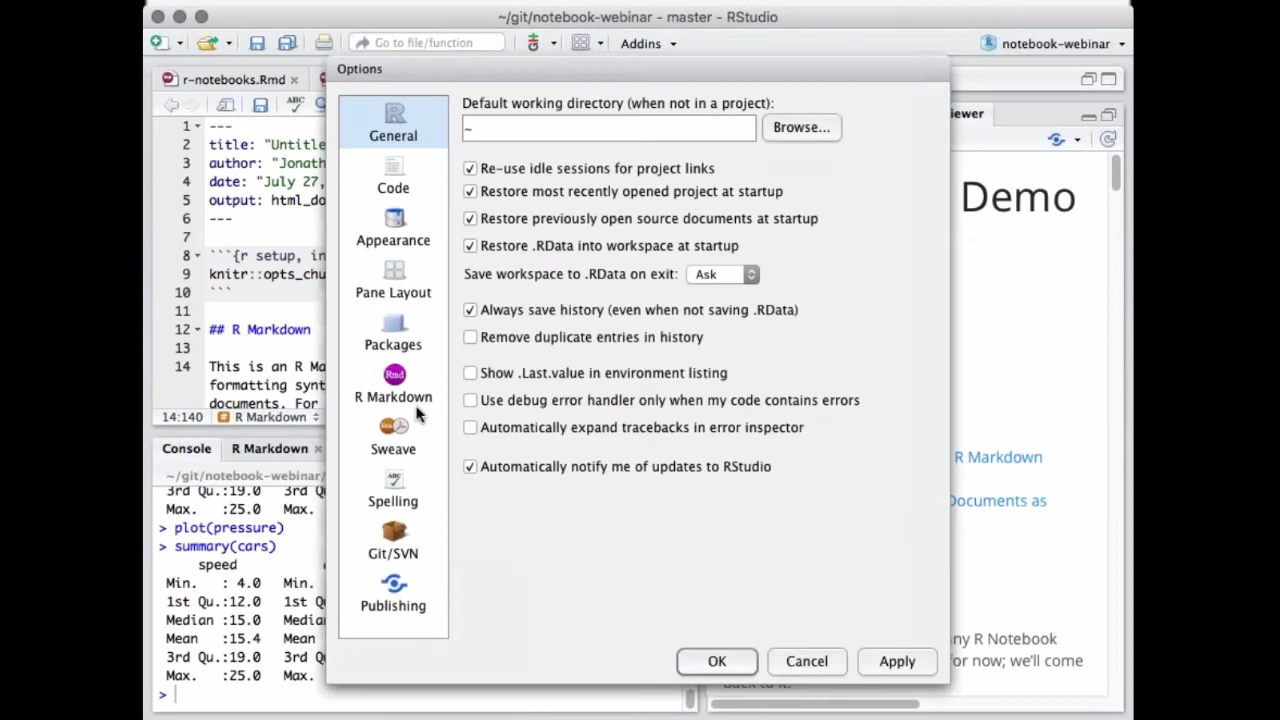 ~/git/notebook-webinar - master - RStudio
Go to file/function
Addins
notebook-webinar
r-notebooks.Rmd
ABC
1 ---
2 title: "Untitle
3 author: "Jonath
4 date: "July 27,
5 output: html_do
6 ---
7
8 ```{r setup, in
9 knitr::opts_chu
10 ```
11
12 ## R Markdown
13
14 This is an R Ma
formatting synt
documents. For
14:140 R Markdown
Console R Markdown
~/git/notebook-webinar/
3rd Qu.:19.0 3rd Q
Max. :25.0 Max.
> plot(pressure)
> summary(cars)
speed
Min. : 4.0 Min.
1st Qu.:12.0 1st Q
Median :15.0 Media
Mean :15.4 Mean
3rd Qu.:19.0 3rd Q
Max. :25.0 Max.
>
Options
R
General
Code
Appearance
Pane Layout
Packages
Rmd
R Markdown
Sweave
ABC
Spelling
Git/SVN
Publishing
Default working directory (when not in a project):
~
Browse...
Re-use idle sessions for project links
Restore most recently opened project at startup
Restore previously open source documents at startup
Restore .RData into workspace at startup
Save workspace to .RData on exit: Ask
Always save history (even when not saving .RData)
Remove duplicate entries in history
Show .Last.value in environment listing
Use debug error handler only when my code contains errors
Automatically expand tracebacks in error inspector
Automatically notify me of updates to RStudio
OK
Cancel
Apply
iewer
Demo
R Markdown
Documents as
ny R Notebook
for now; we'll come
back to it.